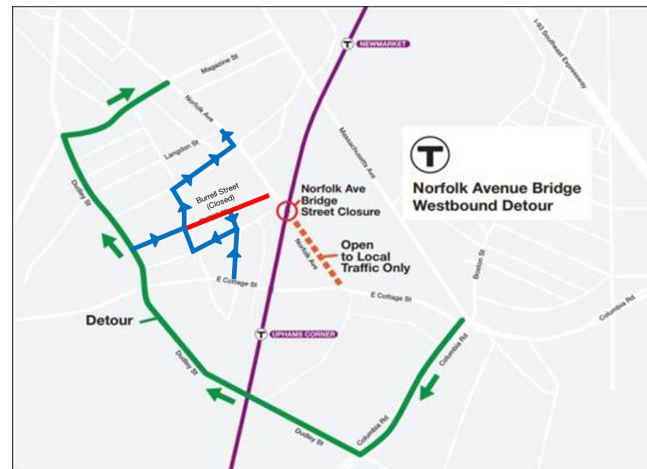 I-93 Southeast Expressway
T NEWMARKET
Magazine St
Norfolk Ave
Massachusetts Ave
Langdon St
T
Norfolk Avenue Bridge
Westbound Detour
Dudley St
Burrell Street
(Closed)
Norfolk Ave
Bridge
Street Closure
Norfolk Ave
Open
to Local
Traffic Only
Boston St
E Cottage St
E Cottage St
Columbia Rd
Detour
T UPHAMS CORNER
Dudley St
Columbia Rd
Dudley St
Columbia Rd